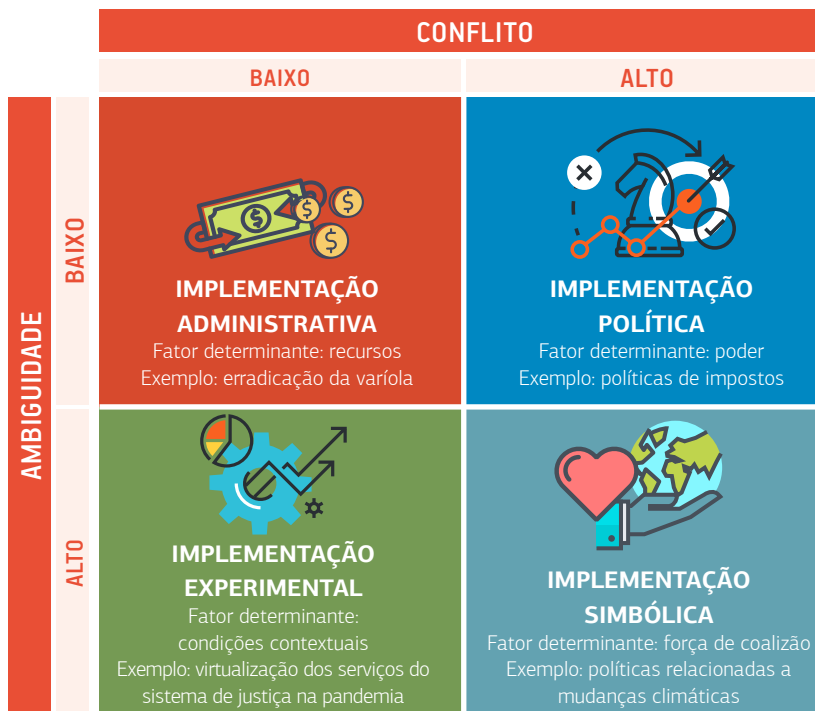 CONFLITO
BAIXO
ALTO
AMBIGUIDADE
BAIXO
IMPLEMENTAÇÃO
ADMINISTRATIVA
Fator determinante: recursos
Exemplo: erradicação da varíola
IMPLEMENTAÇÃO
POLÍTICA
Fator determinante: poder
Exemplo: políticas de impostos
ALTO
IMPLEMENTAÇÃO
EXPERIMENTAL
Fator determinante:
condições contextuais
Exemplo: virtualização dos serviços do
sistema de justiça na pandemia
IMPLEMENTAÇÃO
SIMBÓLICA
Fator determinante: força de coalizão
Exemplo: políticas relacionadas a
mudanças climáticas